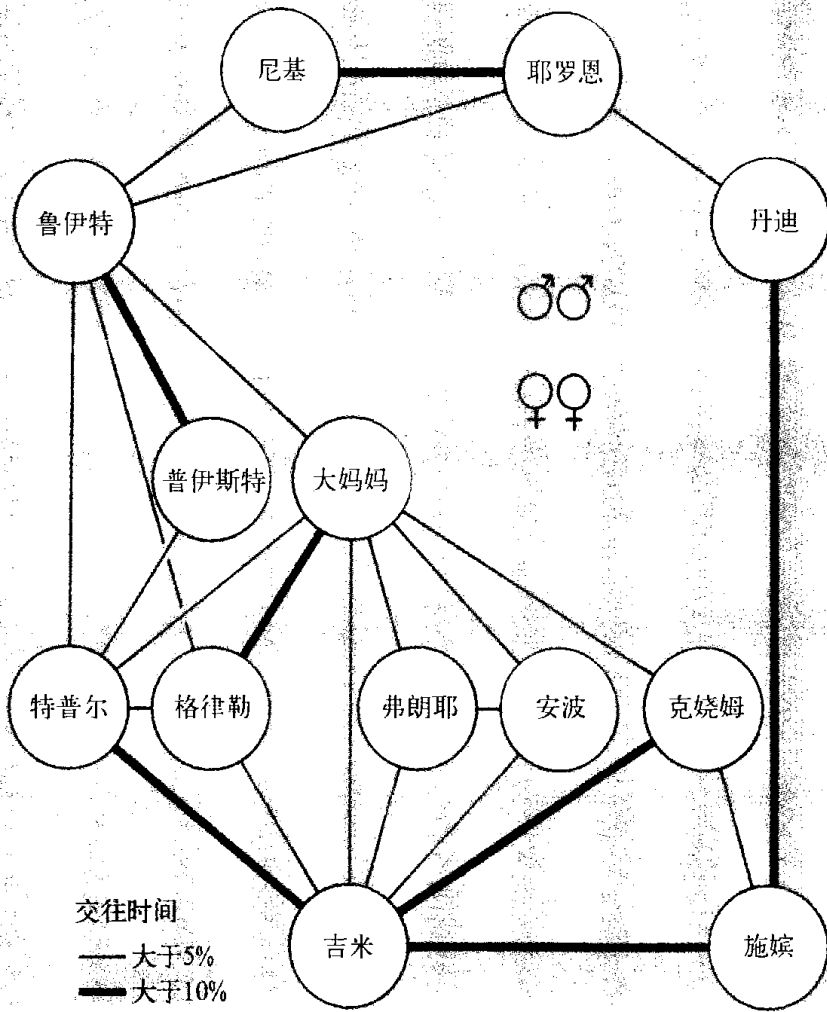 尼基
耶罗恩
鲁伊特
丹迪
♂♂
♀♀
普伊斯特
大妈妈
特普尔
格律勒
弗朗耶
安波
克娆姆
吉米
施嫔
交往时间
大于5%
大于10%